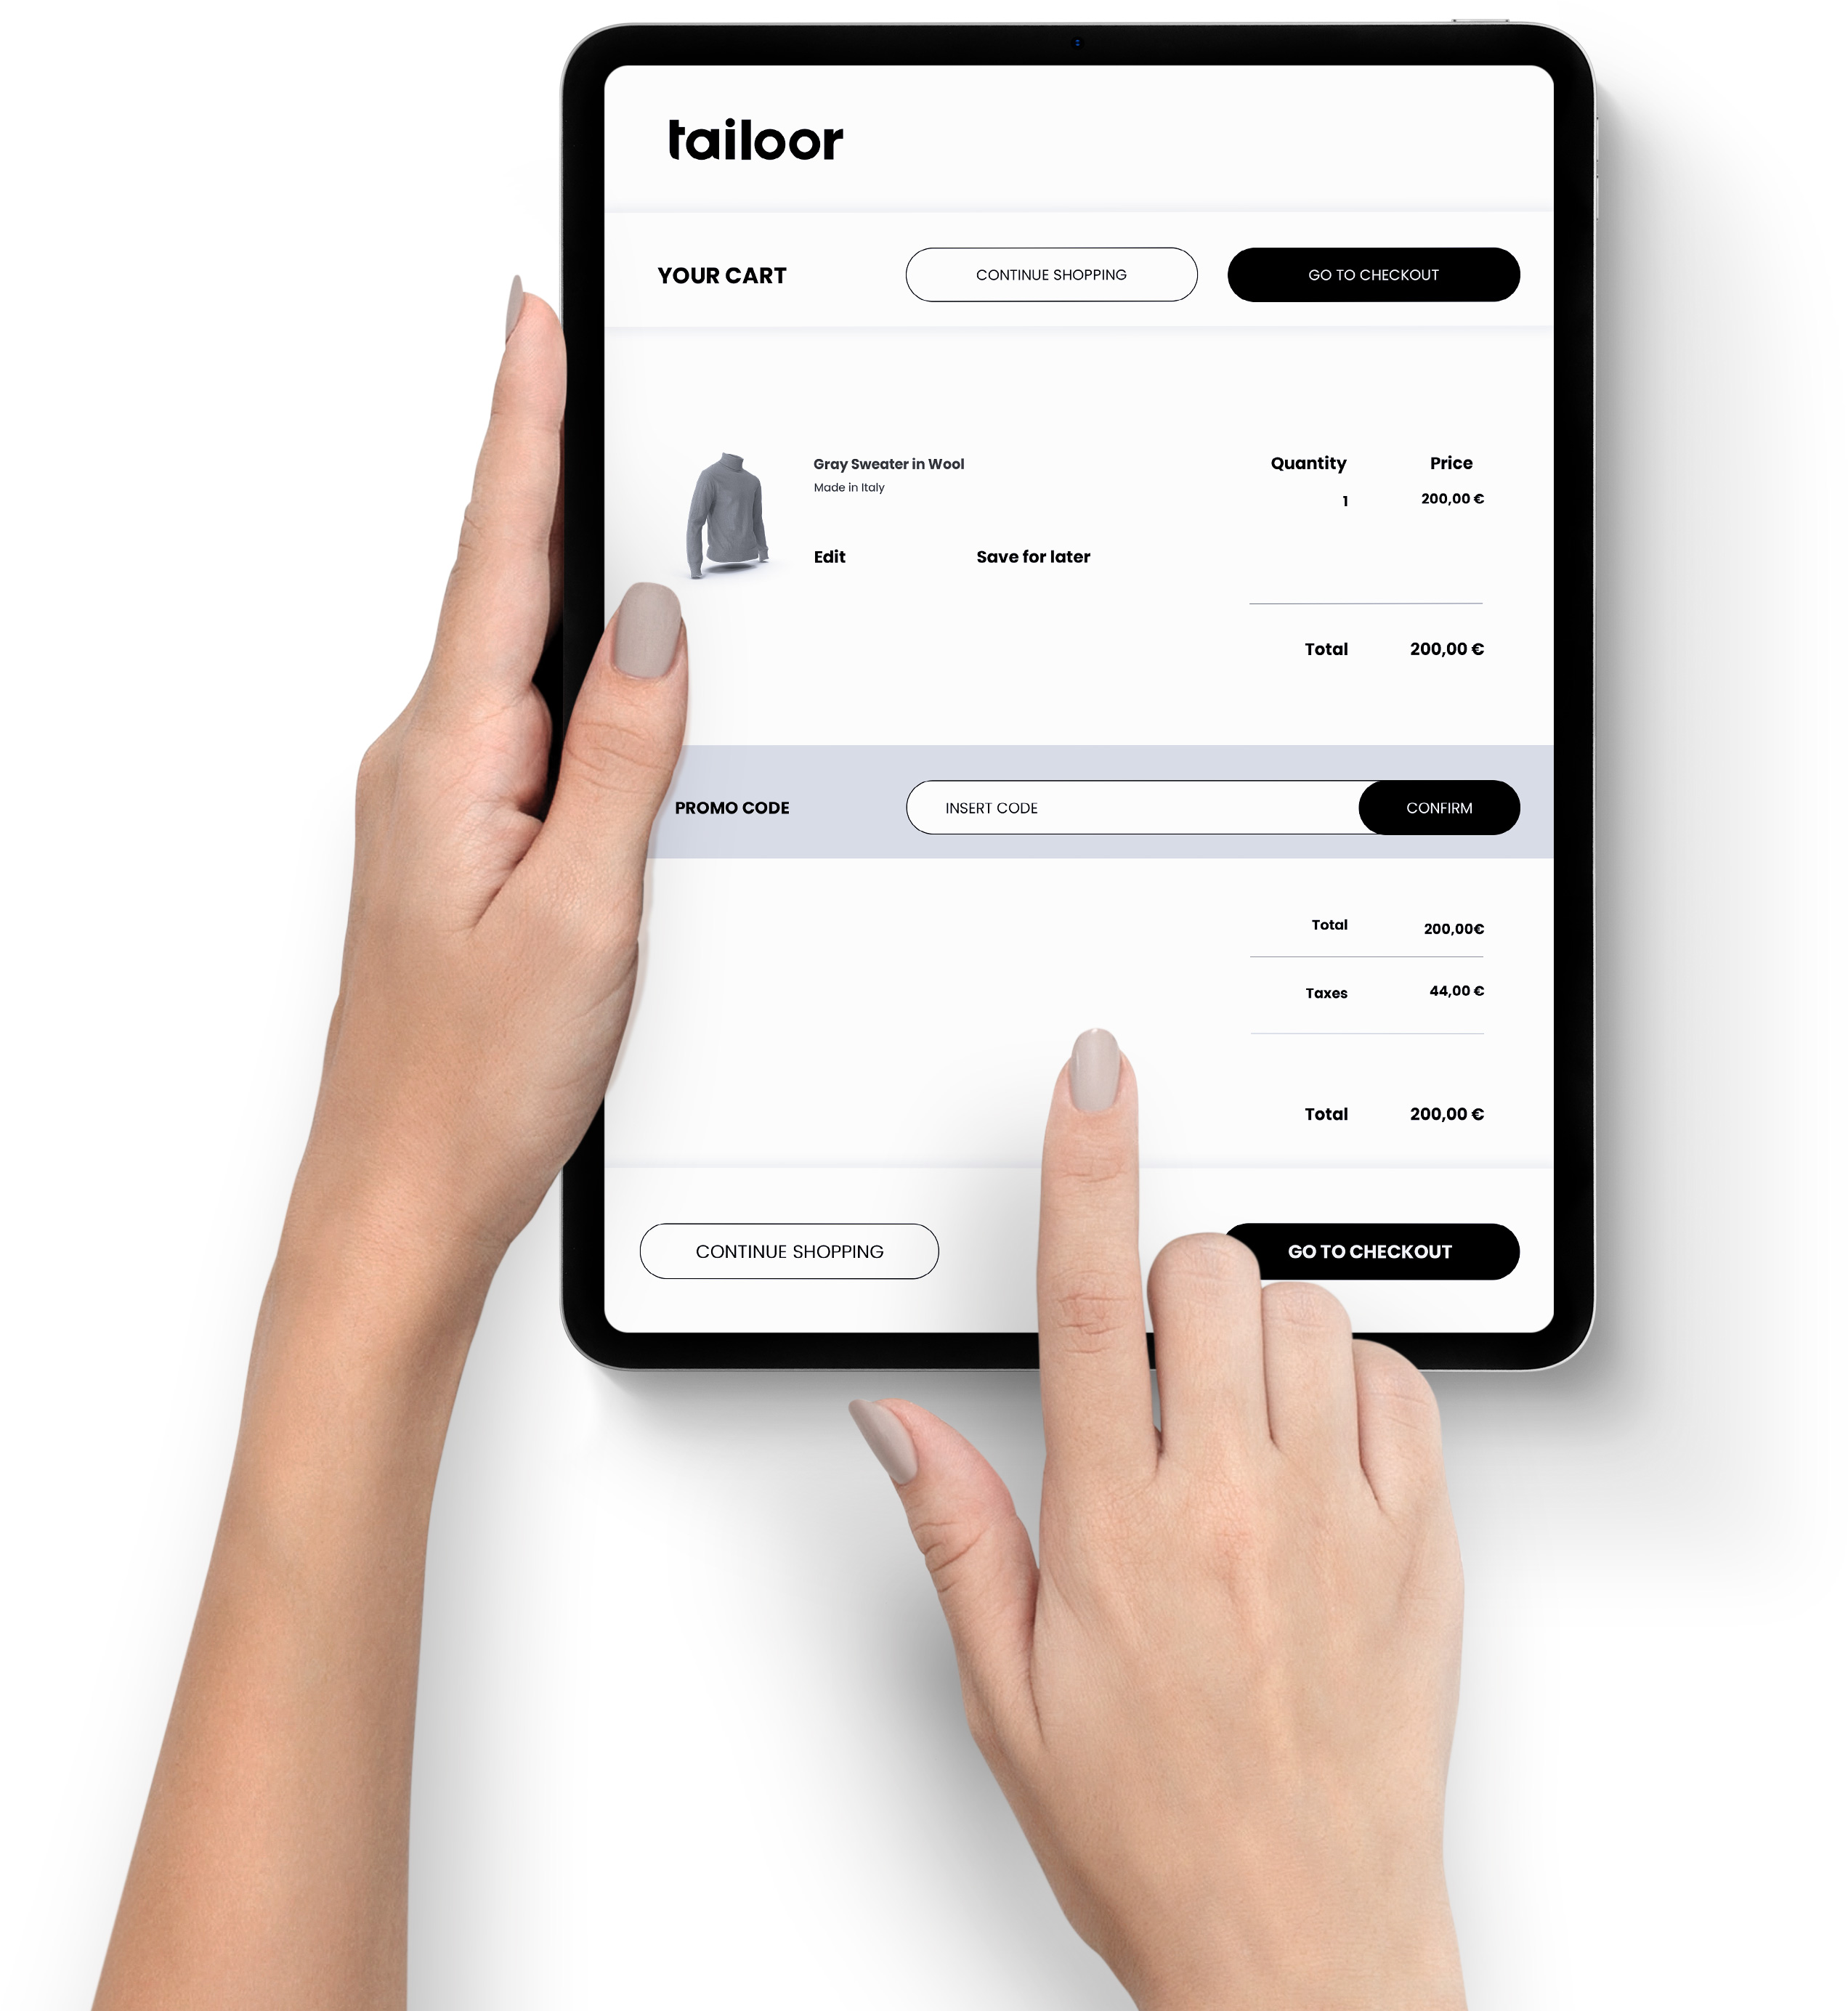 tailoor
YOUR CART
CONTINUE SHOPPING
GO TO CHECKOUT
Gray Sweater in Wool
Made in Italy
Quantity
Price
1
200,00 €
Edit
Save for later
Total
200,00 €
PROMO CODE
INSERT CODE
CONFIRM
Total
200,00€
Taxes
44,00 €
Total
200,00 €
CONTINUE SHOPPING
GO TO CHECKOUT